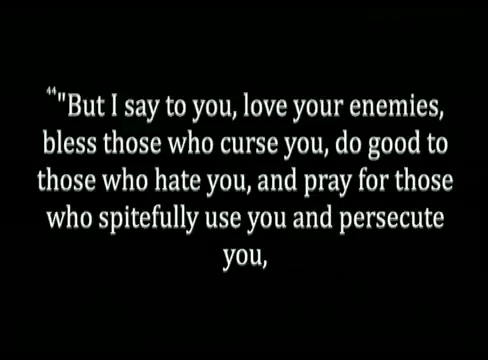 44"But I say to you, love your enemies,
bless those who curse you, do good to
those who hate you, and pray for those
who spitefully use you and persecute
you,